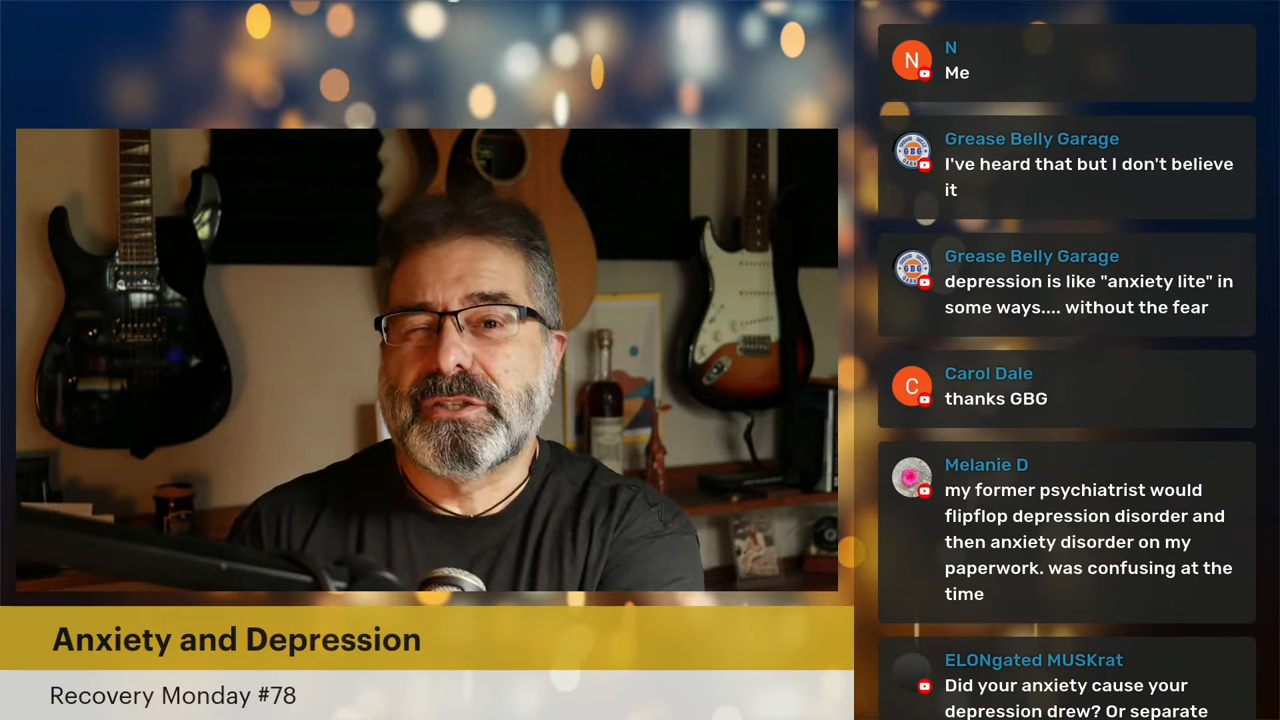 N
N
Me
GBG
Grease Belly Garage
I've heard that but I don't believe
it
GBG
Grease Belly Garage
depression is like "anxiety lite" in
some ways.... without the fear
C
Carol Dale
thanks GBG
Melanie D
my former psychiatrist would
flipflop depression disorder and
then anxiety disorder on my
paperwork. was confusing at the
time
ELONgated MUSKrat
Did your anxiety cause your
depression drew? Or separate
Anxiety and Depression
Recovery Monday #78